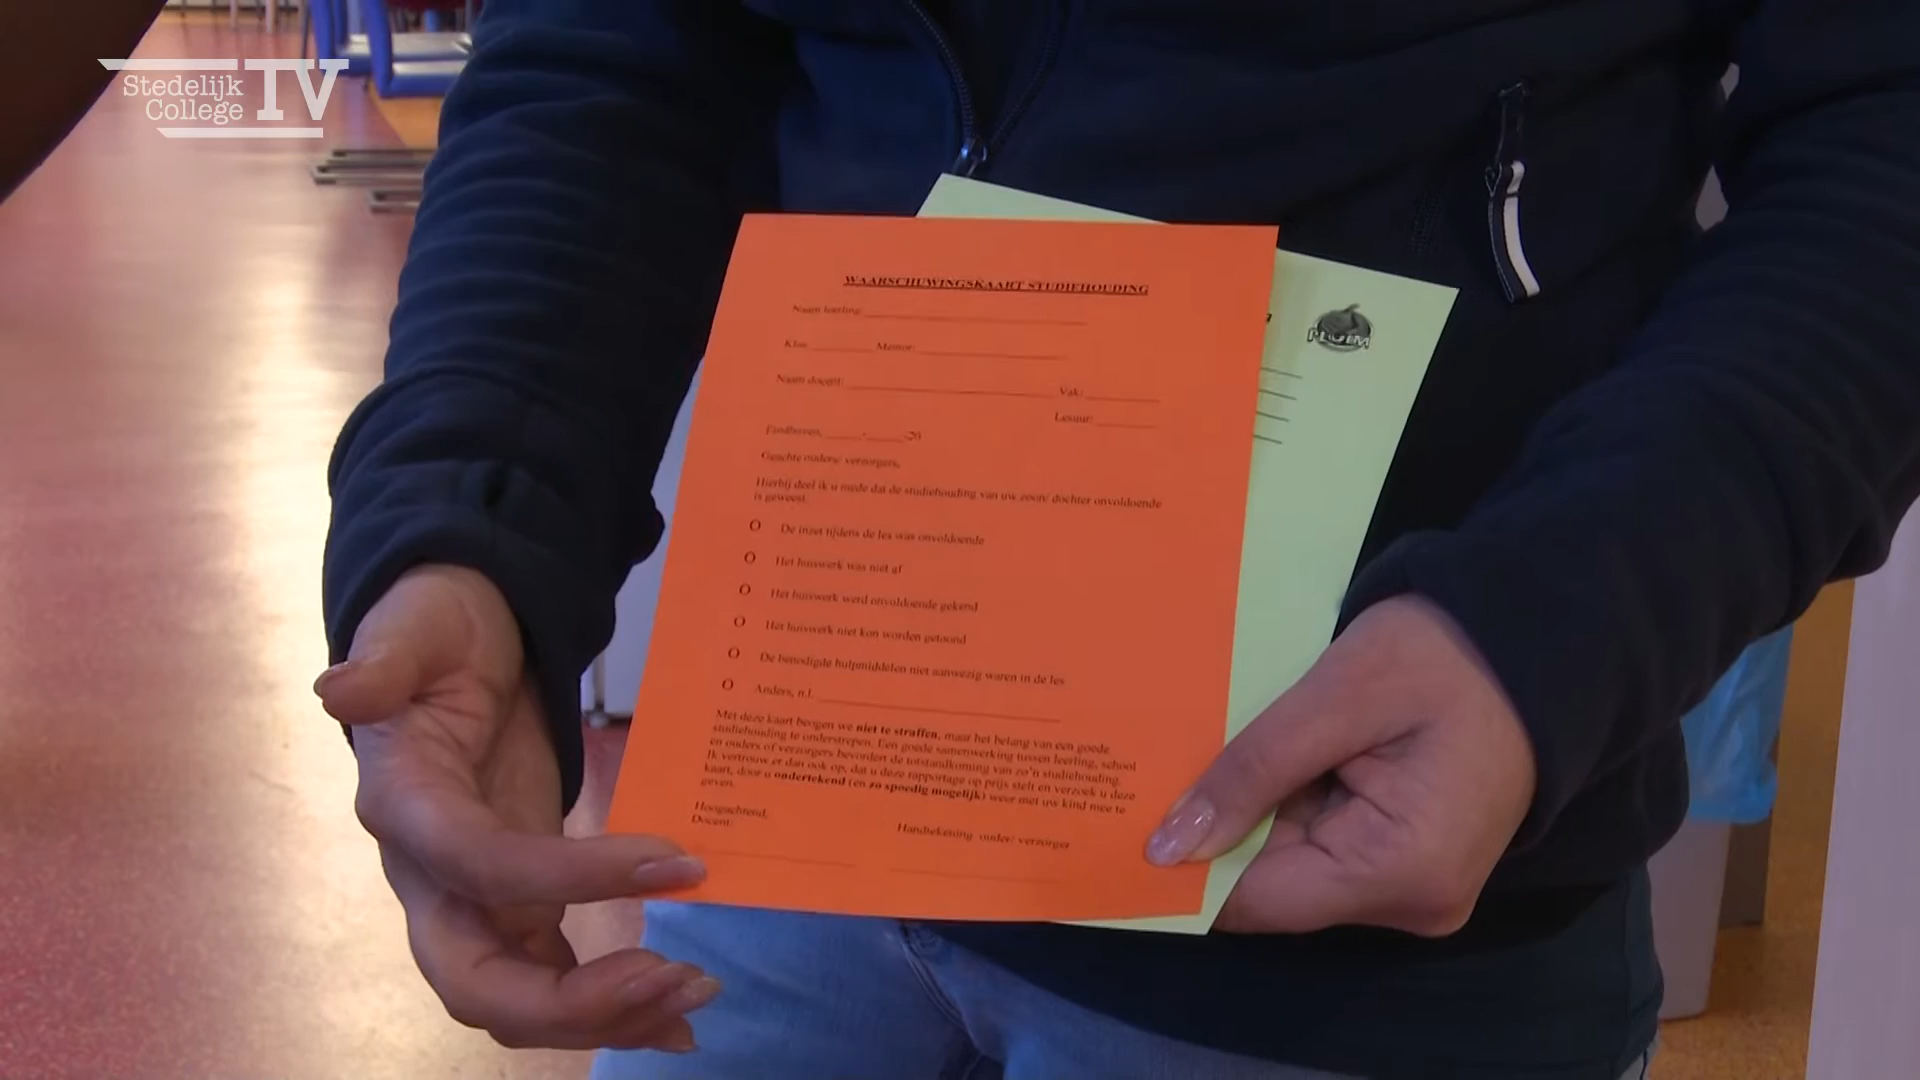 Stedelijk
College
TV
WAARSCHUWINGSKAART STUDIEHOUDING
Naam leerling:
Klas Mentor:
Naam docent: Vak:
Lesuur:
Eindhoven, - -20
Geachte ouders/ verzorgers,
Hierbij deel ik u mede dat de studiehouding van uw zoon/ dochter onvoldoende
is geweest.
O De inzet tijdens de les was onvoldoende
O Het huiswerk was niet af
O Het huiswerk werd onvoldoende gekend
O Het huiswerk niet kon worden getoond
O De benodigde hulpmiddelen niet aanwezig waren in de les
O Anders, n.l.
Met deze kaart beogen we niet te straffen, maar het belang van een goede
studiehouding te onderstrepen. Een goede samenwerking tussen leerling, school
en ouders of verzorgers bevordert de totstandkoming van zo'n studiehouding.
Ik vertrouw er dan ook op, dat u deze rapportage op prijs stelt en verzoek u deze
kaart, door u ondertekend (en zo spoedig mogelijk) weer met uw kind mee te
geven.
Hoogachtend,
Docent: Handtekening ouder/ verzorger